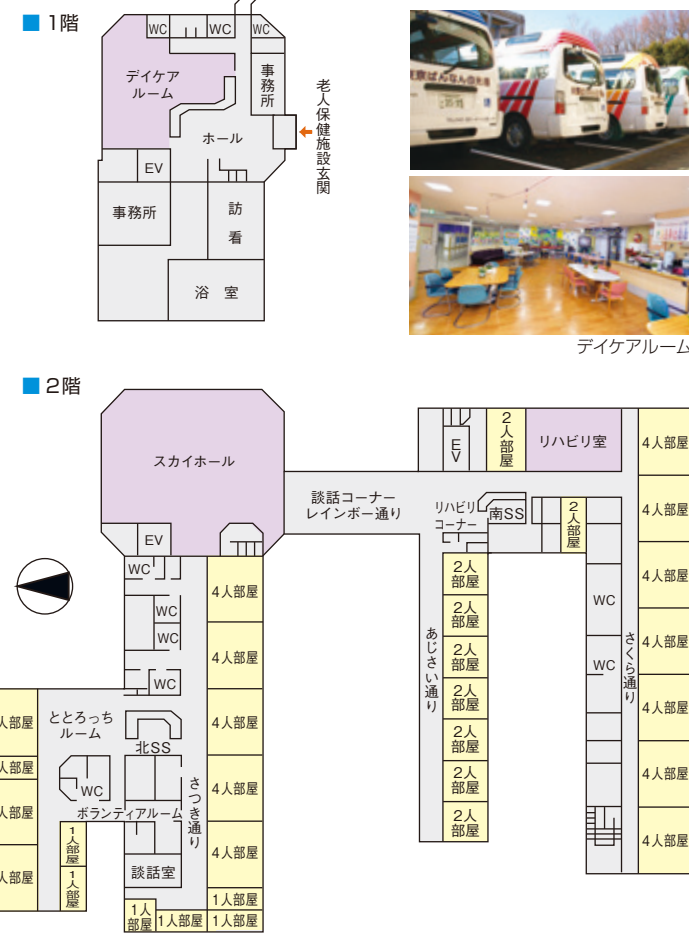 ■ 1階
WC
WC
WC
デイケア
ルーム
事務所
ホール
老人保健施設玄関
EV
事務所
訪
看
浴 室
デイケアルーム
■ 2階
スカイホール
EV
談話コーナー
レインボー通り
EV
2人部屋
リハビリ室
4人部屋
リハビリ
コーナー
南SS
2人部屋
4人部屋
WC
4人部屋
2人
部屋
4人部屋
WC
WC
4人部屋
2人
部屋
WC
4人部屋
あじさい通り
2人
部屋
WC
さくら通り
4人部屋
WC
2人
部屋
4人部屋
人部屋
ととろっち
ルーム
北SS
4人部屋
2人
部屋
人部屋
WC
さつき通り
4人部屋
2人
部屋
4人部屋
人部屋
ボランティアルーム
2人
部屋
1人部屋
4人部屋
4人部屋
人部屋
1人部屋
談話室
1人部屋
1人
部屋
1人部屋
1人部屋